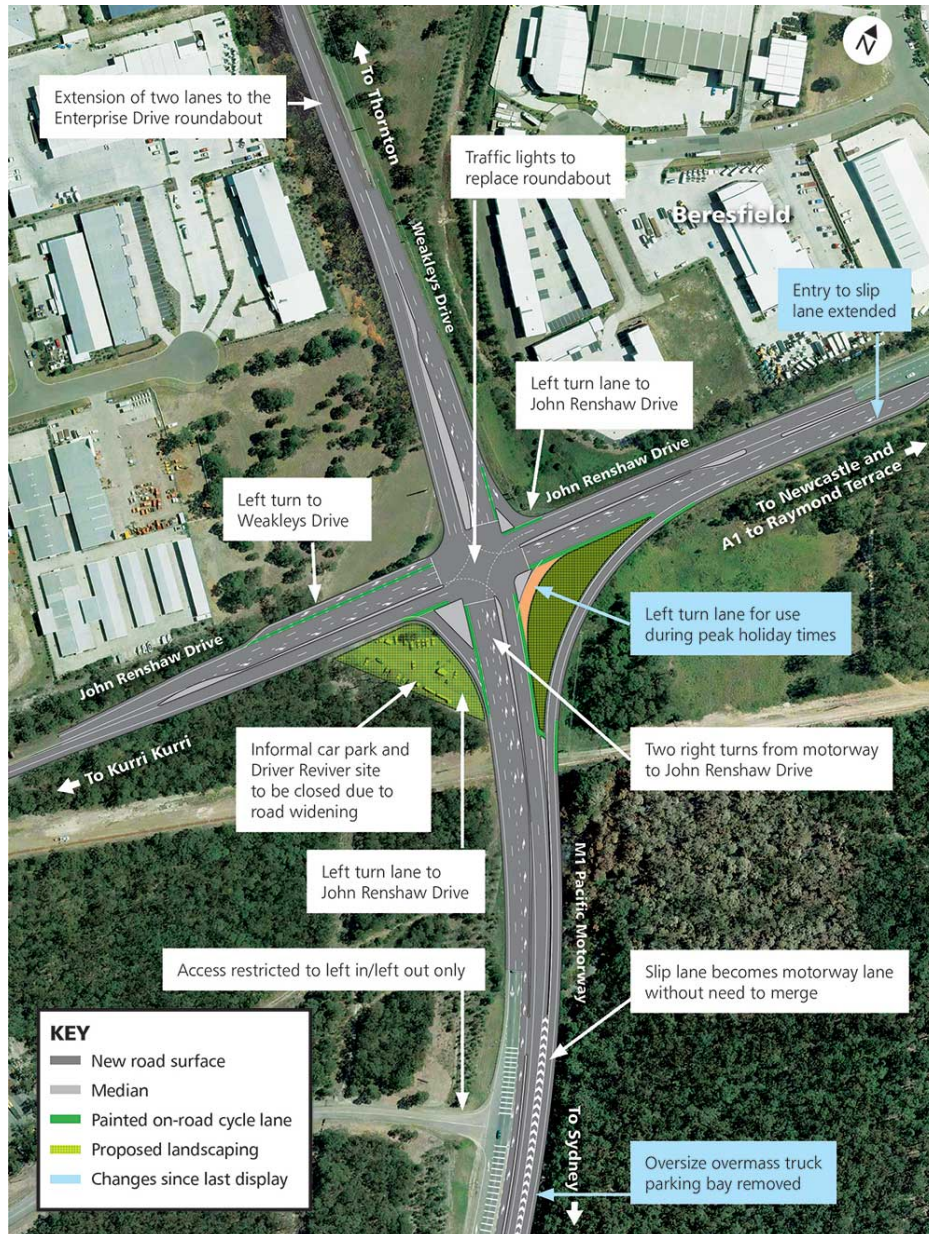 N
To Thornton
Extension of two lanes to the
Enterprise Drive roundabout
Traffic lights to
replace roundabout
Beresfield
Weakleys Drive
Entry to slip
lane extended
Left turn lane to
John Renshaw Drive
John Renshaw Drive
To Newcastle and
A1 to Raymond Terrace
Left turn to
Weakleys Drive
Left turn lane for use
during peak holiday times
John Renshaw Drive
To Kurri Kurri
Informal car park and
Driver Reviver site
to be closed due to
road widening
Two right turns from motorway
to John Renshaw Drive
Left turn lane to
John Renshaw Drive
M1 Pacific Motorway
Access restricted to left in/left out only
Slip lane becomes motorway lane
without need to merge
KEY
New road surface
Median
Painted on-road cycle lane
Proposed landscaping
Changes since last display
To Sydney
Oversize overmass truck
parking bay removed